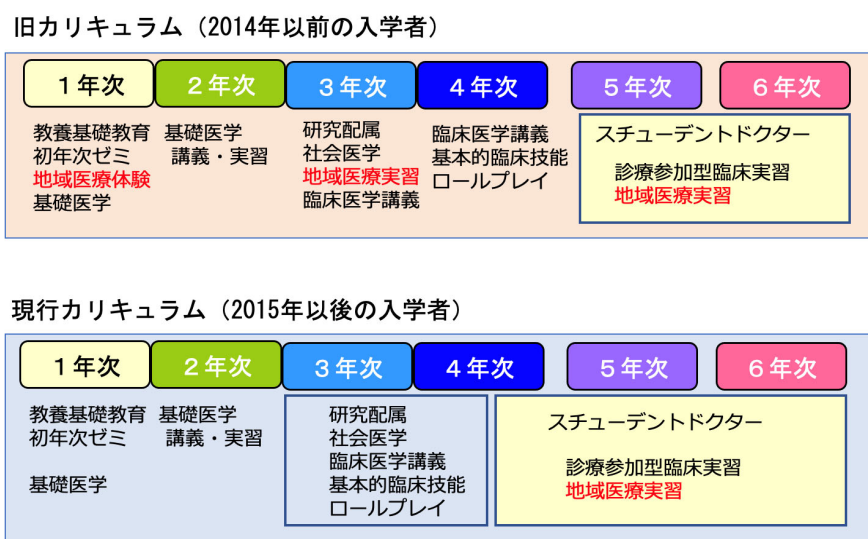 旧カリキュラム（2014年以前の入学者）
１年次
２年次
３年次
４年次
５年次
６年次
教養基礎教育
初年次ゼミ
地域医療体験
基礎医学
基礎医学
講義・実習
研究配属
社会医学
地域医療実習
臨床医学講義
臨床医学講義
基本的臨床技能
ロールプレイ
スチューデントドクター
診療参加型臨床実習
地域医療実習
現行カリキュラム（2015年以後の入学者）
１年次
２年次
３年次
４年次
５年次
６年次
教養基礎教育
初年次ゼミ
基礎医学
基礎医学
講義・実習
研究配属
社会医学
臨床医学講義
基本的臨床技能
ロールプレイ
スチューデントドクター
診療参加型臨床実習
地域医療実習